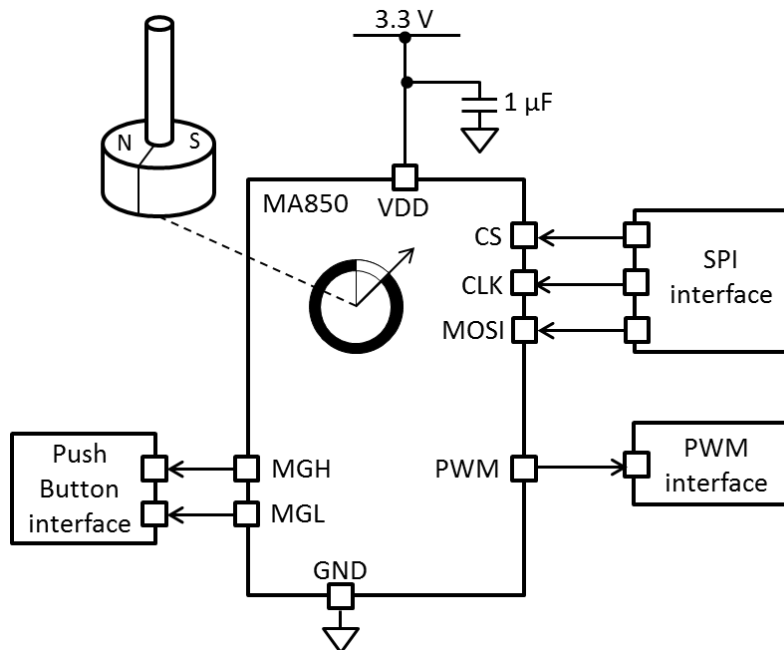 3.3 V
1 µF
N S
MA850
VDD
CS
CLK
MOSI
SPI
interface
Push
Button
interface
MGH
MGL
PWM
PWM
interface
GND